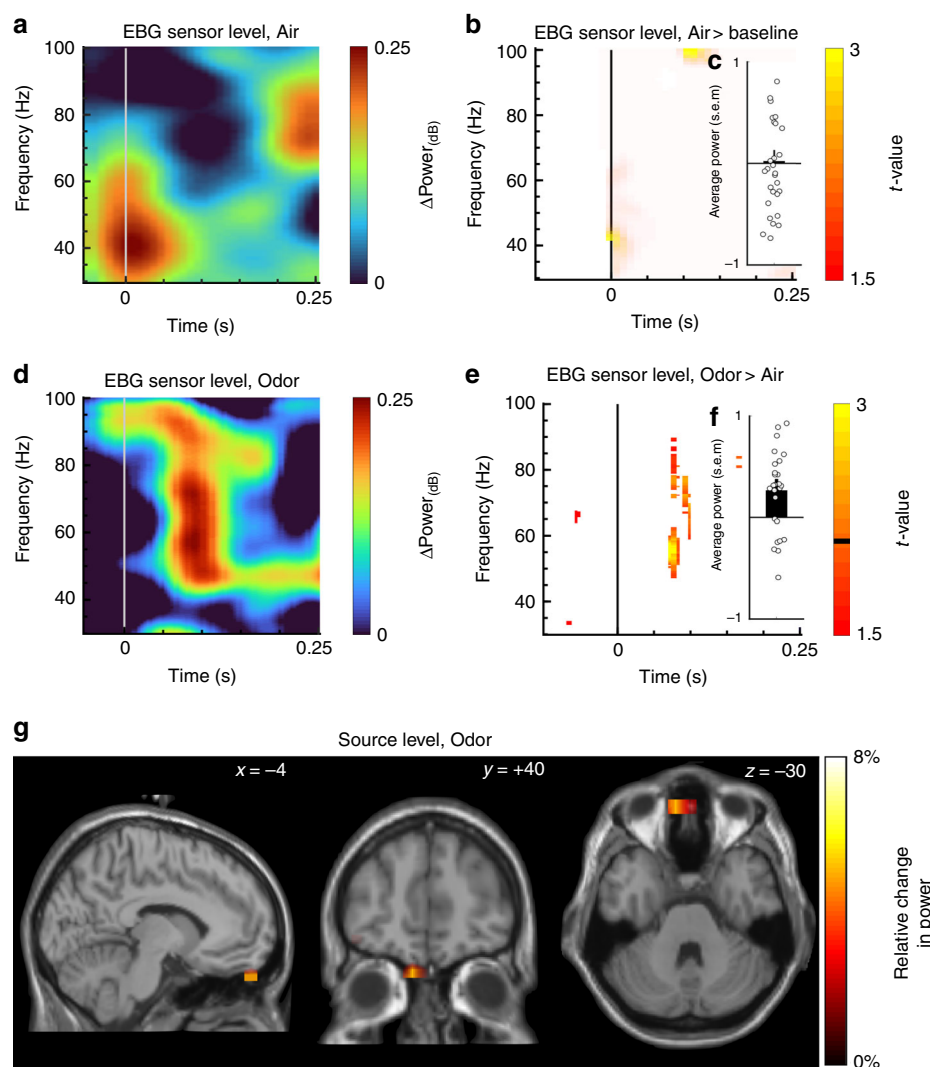 a
EBG sensor level, Air
100
80
60
40
Frequency (Hz)
0
0.25
Time (s)
0.25
0
ΔPower(dB)
b
EBG sensor level, Air > baseline
100
80
60
40
Frequency (Hz)
0
0.25
Time (s)
c
1
−1
Average power (s.e.m)
3
1.5
t-value
d
EBG sensor level, Odor
100
80
60
40
Frequency (Hz)
0
0.25
Time (s)
0.25
0
ΔPower(dB)
e
EBG sensor level, Odor > Air
100
80
60
40
Frequency (Hz)
0
0.25
Time (s)
f
1
−1
Average power (s.e.m)
3
1.5
t-value
g
Source level, Odor
x = −4
y = +40
z = −30
8%
0%
Relative change
in power